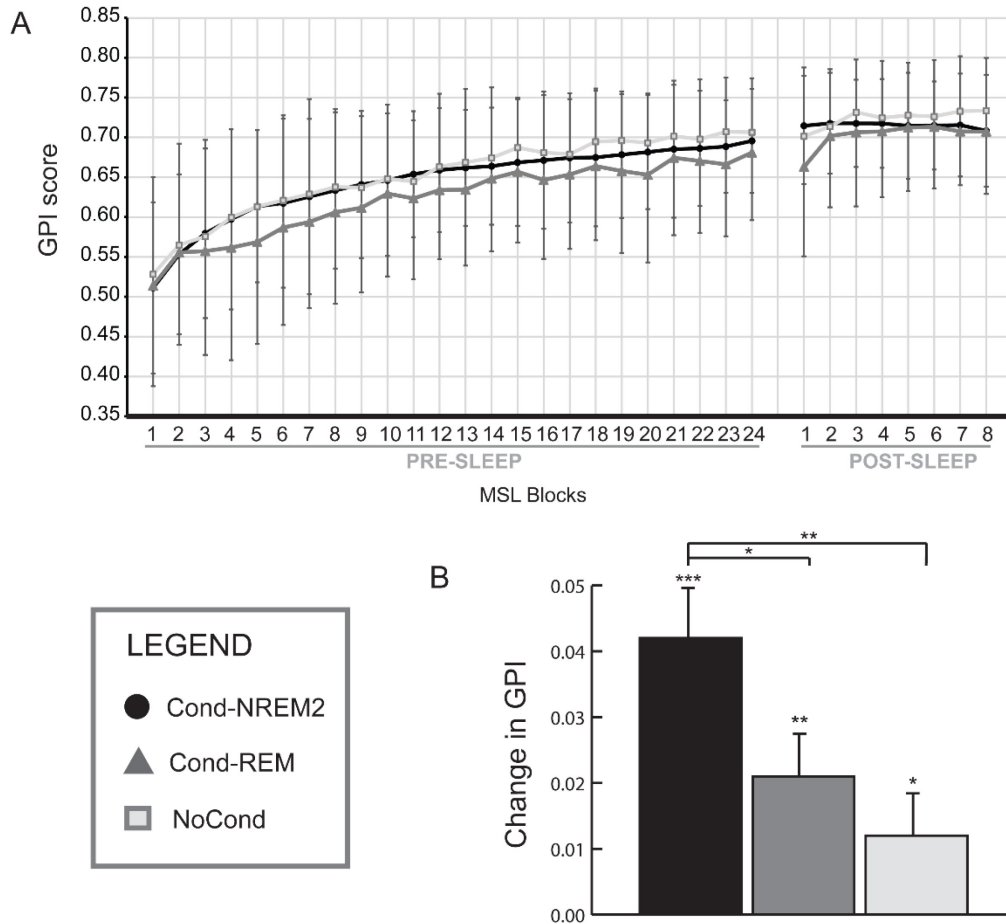 A
GPI score
0.85
0.80
0.75
0.70
0.65
0.60
0.55
0.50
0.45
0.40
0.35
1 2 3 4 5 6 7 8 9 10 11 12 13 14 15 16 17 18 19 20 21 22 23 24 1 2 3 4 5 6 7 8
PRE-SLEEP POST-SLEEP
MSL Blocks
LEGEND
Cond-NREM2
Cond-REM
NoCond
B
Change in GPI
0.05
0.04
0.03
0.02
0.01
0.00
**
*
***
**
*